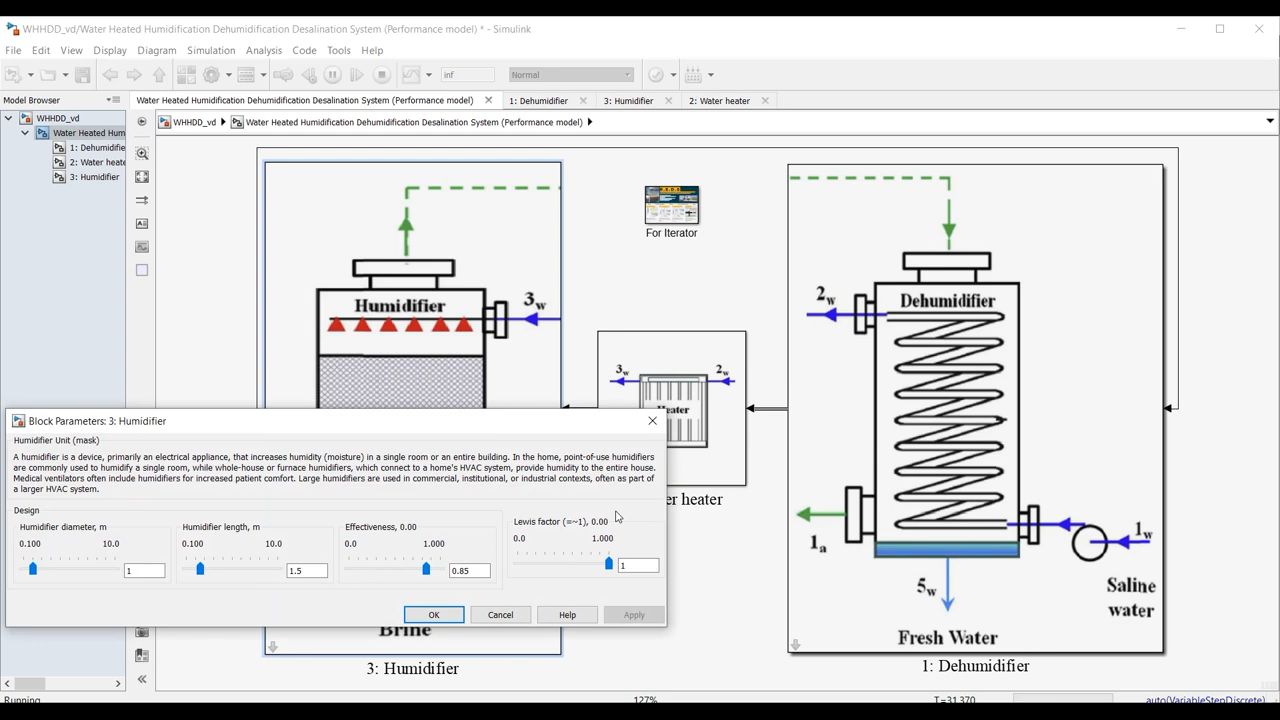 WHHDD_vd/Water Heated Humidification Dehumidification Desalination System (Performance model) * - Simulink
File Edit View Display Diagram Simulation Analysis Code Tools Help
inf
Normal
Model Browser
Water Heated Humidification Dehumidification Desalination System (Performance model)
1: Dehumidifier
3: Humidifier
2: Water heater
WHHDD_vd
WHHDD_vd
Water Heated Humidification Dehumidification Desalination System (Performance model)
Water Heated Hum
1: Dehumidifie
2: Water heate
3: Humidifier
For Iterator
Humidifier
3w
Dehumidifier
2w
3w
2w
Heater
er heater
1a
1w
5w
Saline
water
Fresh Water
Brine
3: Humidifier
1: Dehumidifier
Block Parameters: 3: Humidifier
Humidifier Unit (mask)
A humidifier is a device, primarily an electrical appliance, that increases humidity (moisture) in a single room or an entire building. In the home, point-of-use humidifiers
are commonly used to humidify a single room, while whole-house or furnace humidifiers, which connect to a home's HVAC system, provide humidity to the entire house.
Medical ventilators often include humidifiers for increased patient comfort. Large humidifiers are used in commercial, institutional, or industrial contexts, often as part of
a larger HVAC system.
Design
Humidifier diameter, m
0.100 10.0
1
Humidifier length, m
0.100 10.0
1.5
Effectiveness, 0.00
0.0 1.000
0.85
Lewis factor (=~1), 0.00
0.0 1.000
1
OK
Cancel
Help
Apply
Running
127%
T=31.370
auto(VariableStepDiscrete)